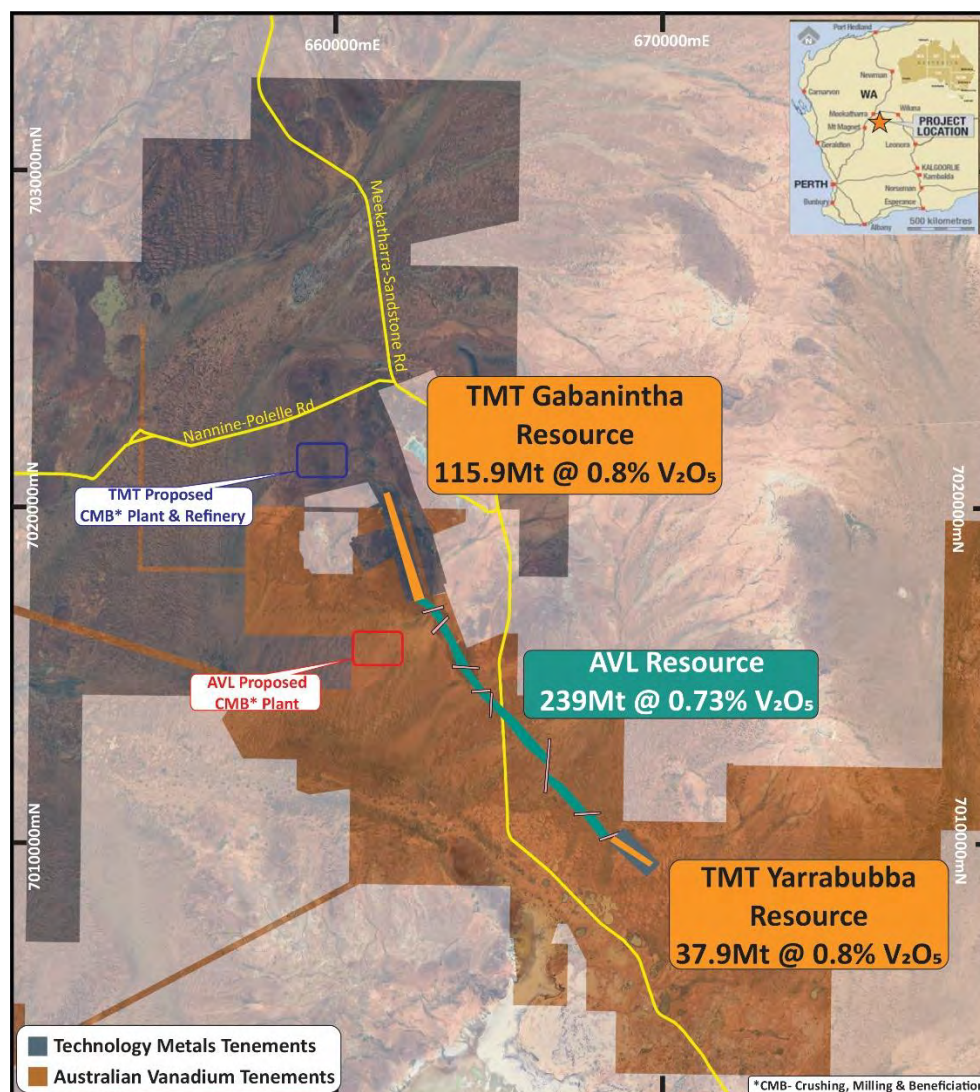 660000mE
670000mE
Port Hedland
AUSTRALIA
Newman
Carnarvon
WA
Meekatharra
Wiluna
Mt Magnet
PROJECT
LOCATION
Geraldton
Leonora
KALGOORLIE
Kambalda
PERTH
Norseman
Bunbury
Esperance
Albany
500 kilometres
N
7030000mN
Meekatharra-Sandstone Rd
Nannine-Polelle Rd
TMT Gabanintha
Resource
115.9Mt @ 0.8% V₂O₅
TMT Proposed
CMB* Plant & Refinery
7020000mN
7020000mN
AVL Resource
239Mt @ 0.73% V₂O₅
AVL Proposed
CMB* Plant
7010000mN
7010000mN
TMT Yarrabubba
Resource
37.9Mt @ 0.8% V₂O₅
Technology Metals Tenements
Australian Vanadium Tenements
*CMB- Crushing, Milling & Beneficiation